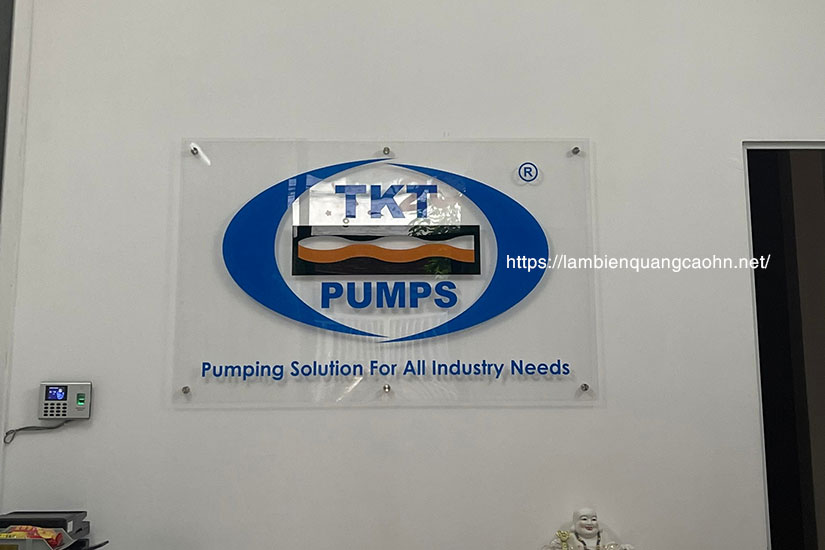 ®
TKT
https://lambienquangcaohn.net/
PUMPS
Pumping Solution For All Industry Needs